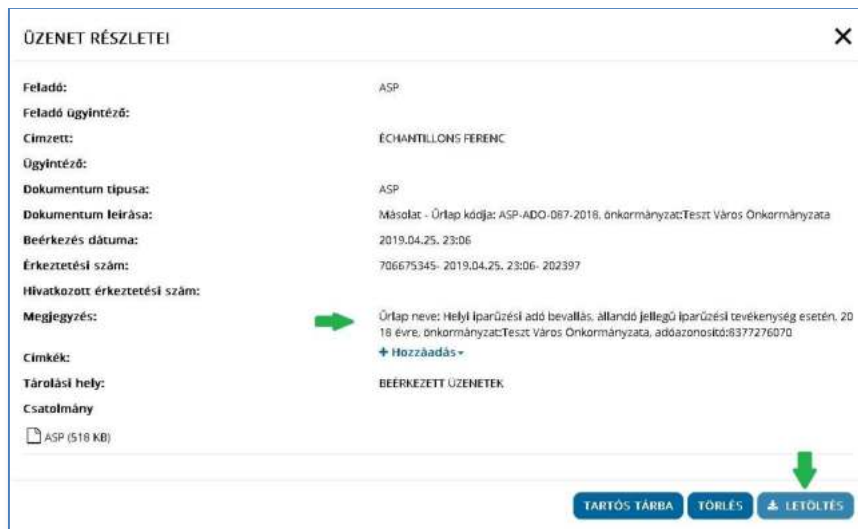 ÜZENET RÉSZLETEI
Feladó: ASP
Feladó ügyintéző:
Címzett: ÉCHANTILLONS FERENC
Ügyintéző:
Dokumentum típusa: ASP
Dokumentum leírása: Másolat - Űrlap kódja: ASP-ADO-087-2018, önkormányzat:Teszt Város Önkormányzata
Beérkezés dátuma: 2019.04.25. 23:06
Érkeztetési szám: 706675345- 2019.04.25. 23:06- 202397
Hivatkozott érkeztetési szám:
Megjegyzés: Űrlap neve: Helyi iparűzési adó bevallás, állandó jellegű iparűzési tevékenység esetén, 20
18 évre, önkormányzat:Teszt Város Önkormányzata, adóazonosító:8377276070
Címkék: + Hozzáadás
Tárolási hely: BEÉRKEZETT ÜZENETEK
Csatolmány
ASP (518 KB)
TARTÓS TÁRBA TÖRLÉS LETÖLTÉS